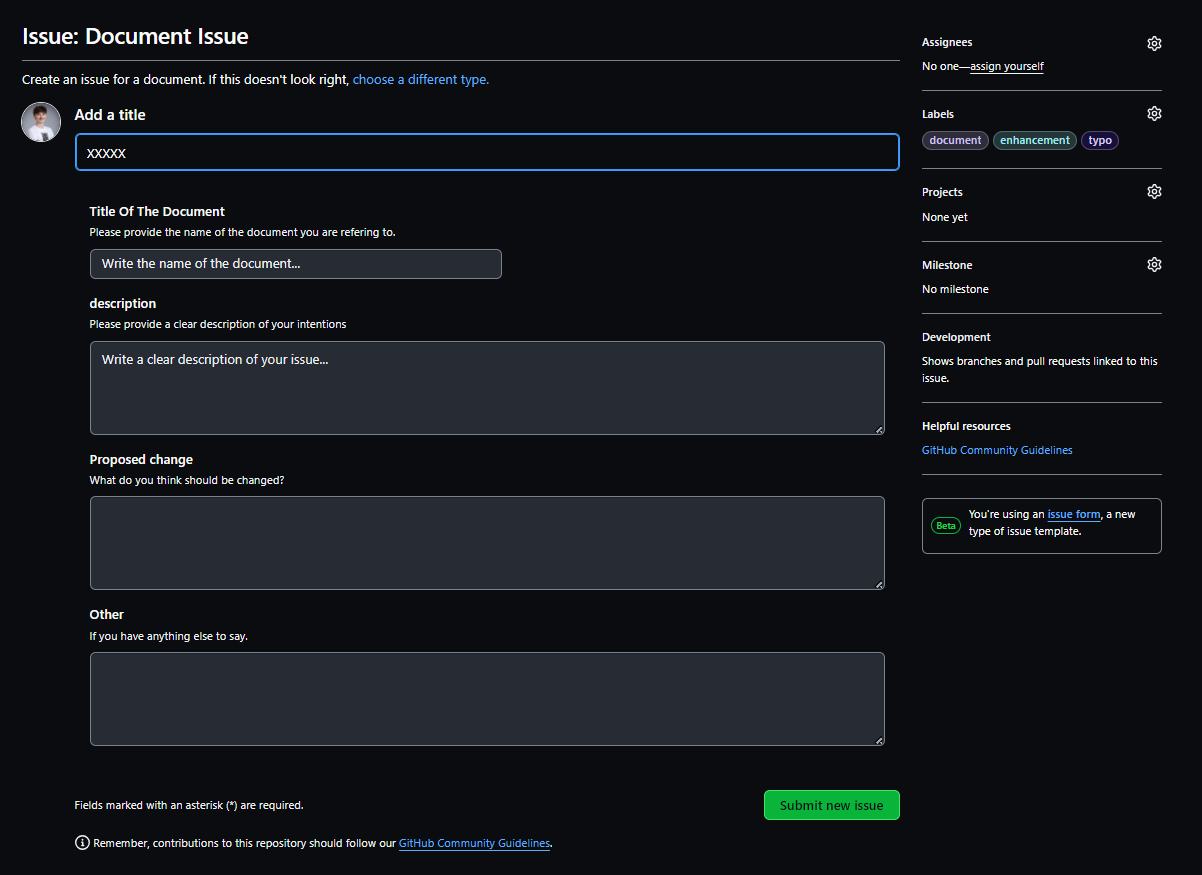 Issue: Document Issue
Create an issue for a document. If this doesn't look right, choose a different type.
Add a title
XXXXX
Title Of The Document
Please provide the name of the document you are refering to.
Write the name of the document...
description
Please provide a clear description of your intentions
Write a clear description of your issue...
Proposed change
What do you think should be changed?
Other
If you have anything else to say.
Fields marked with an asterisk (*) are required.
Submit new issue
Remember, contributions to this repository should follow our GitHub Community Guidelines.
Assignees
No one—assign yourself
Labels
document enhancement typo
Projects
None yet
Milestone
No milestone
Development
Shows branches and pull requests linked to this
issue.
Helpful resources
GitHub Community Guidelines
Beta
You're using an issue form, a new
type of issue template.